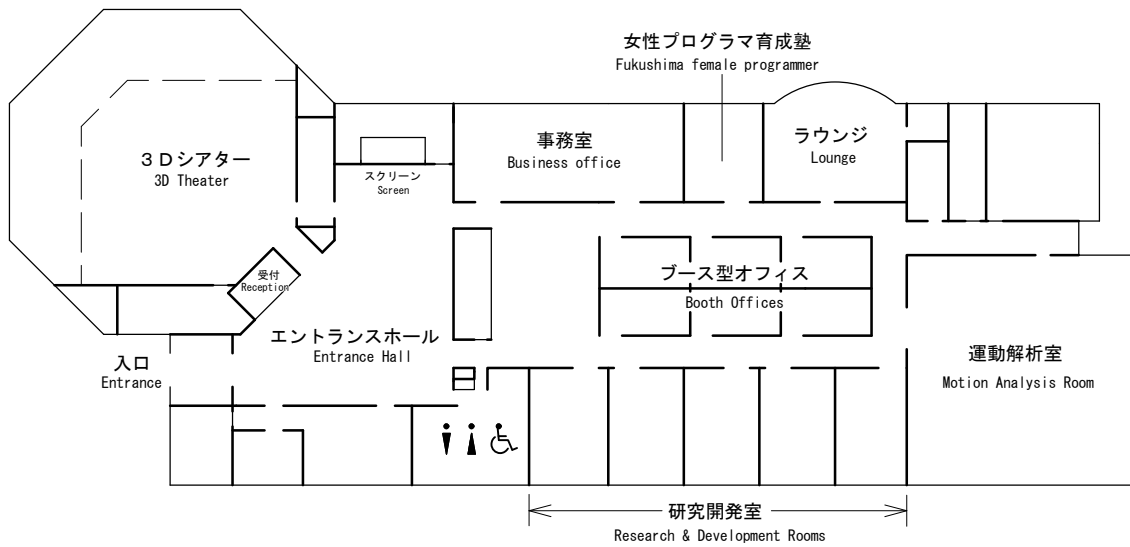 女性プログラマ育成塾
Fukushima female programmer
３Ｄシアター
3D Theater
スクリーン
Screen
事務室
Business office
ラウンジ
Lounge
受付
Reception
ブース型オフィス
Booth Offices
エントランスホール
Entrance Hall
入口
Entrance
運動解析室
Motion Analysis Room
研究開発室
Research & Development Rooms